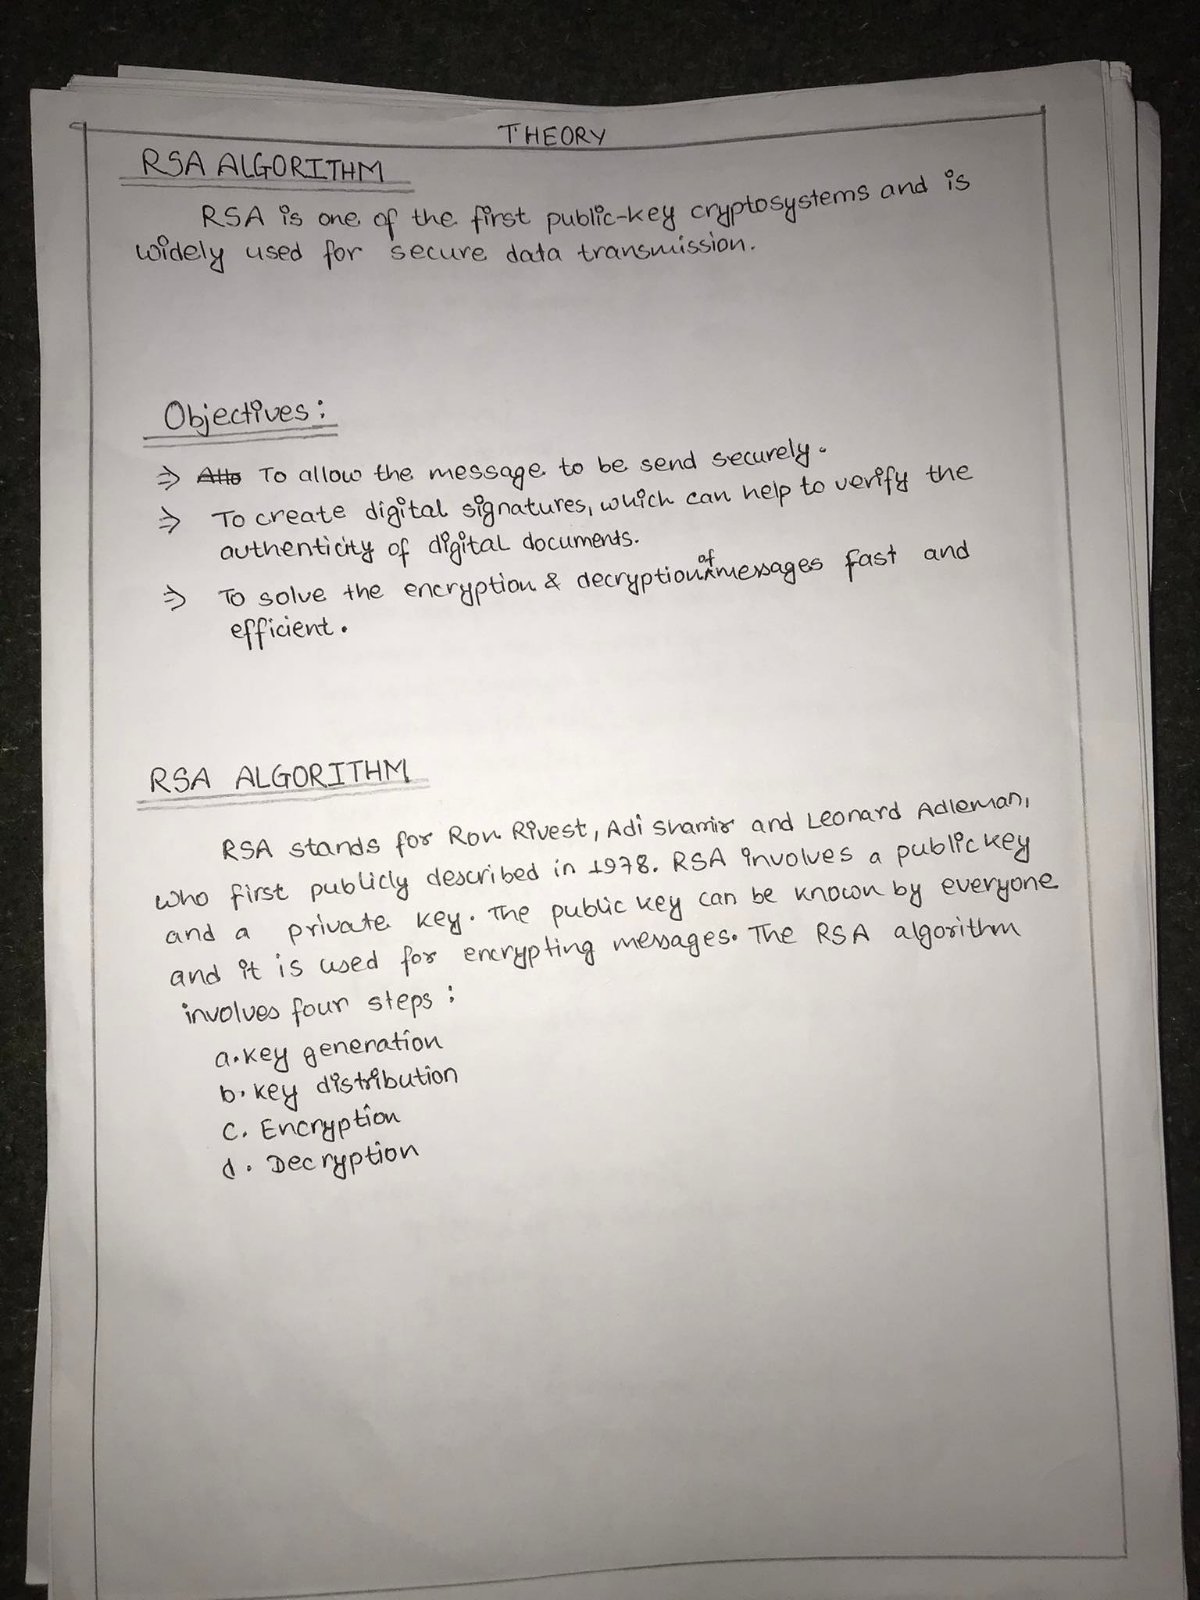 THEORY
RSA ALGORITHM
RSA is one of the first public-key cryptosystems and is
widely used for secure data transmission.
Objectives:
⇒ To allow the message to be send securely.
⇒ To create digital signatures, which can help to verify the
authenticity of digital documents.
⇒ To solve the encryption & decryption of messages fast and
efficient.
RSA ALGORITHM
RSA stands for Ron Rivest, Adi Shamir and Leonard Adleman,
who first publicly described in 1978. RSA involves a public key
and a private key. The public key can be known by everyone
and it is used for encrypting messages. The RSA algorithm
involves four steps:
a. key generation
b. key distribution
c. Encryption
d. Decryption